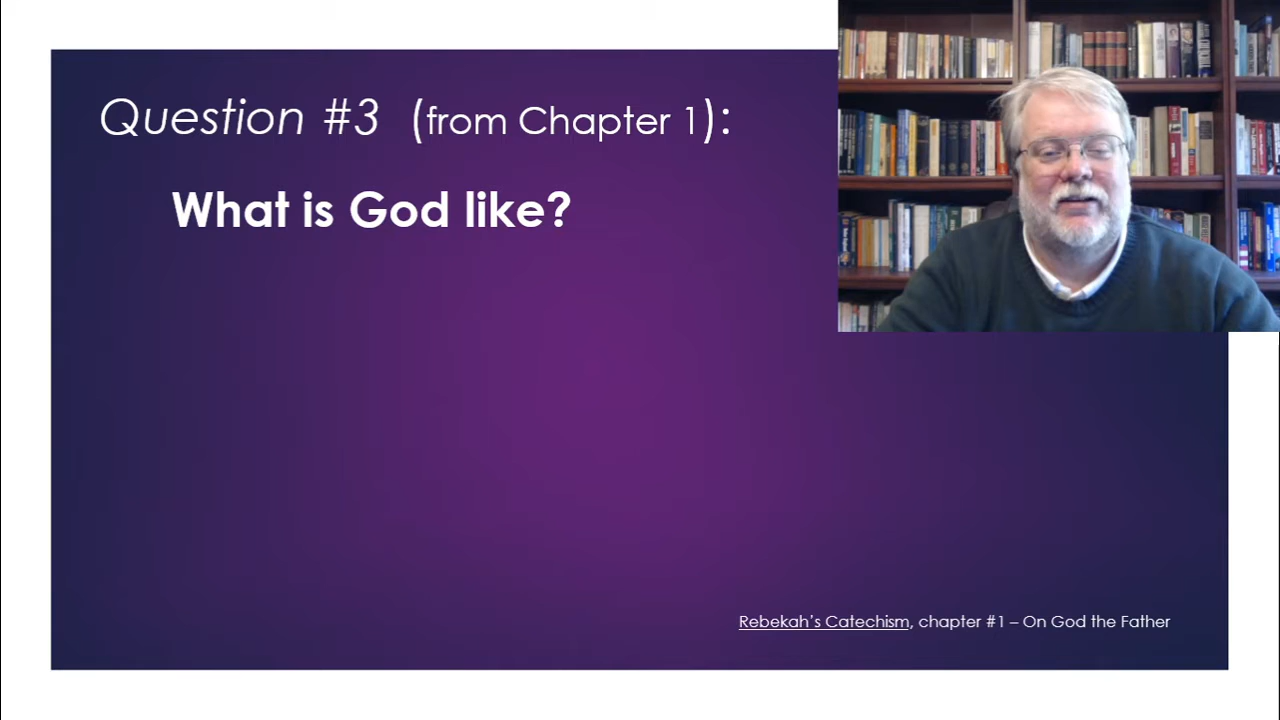 Question #3 (from Chapter 1):
What is God like?
Rebekah's Catechism, chapter #1 – On God the Father